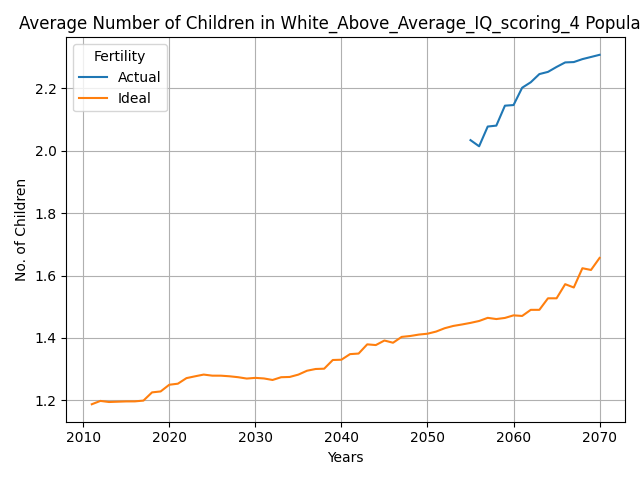 Average Number of Children in White_Above_Average_IQ_scoring_4 Popula
Fertility
Actual
Ideal
2.2
2.0
1.8
1.6
1.4
1.2
No. of Children
2010 2020 2030 2040 2050 2060 2070
Years